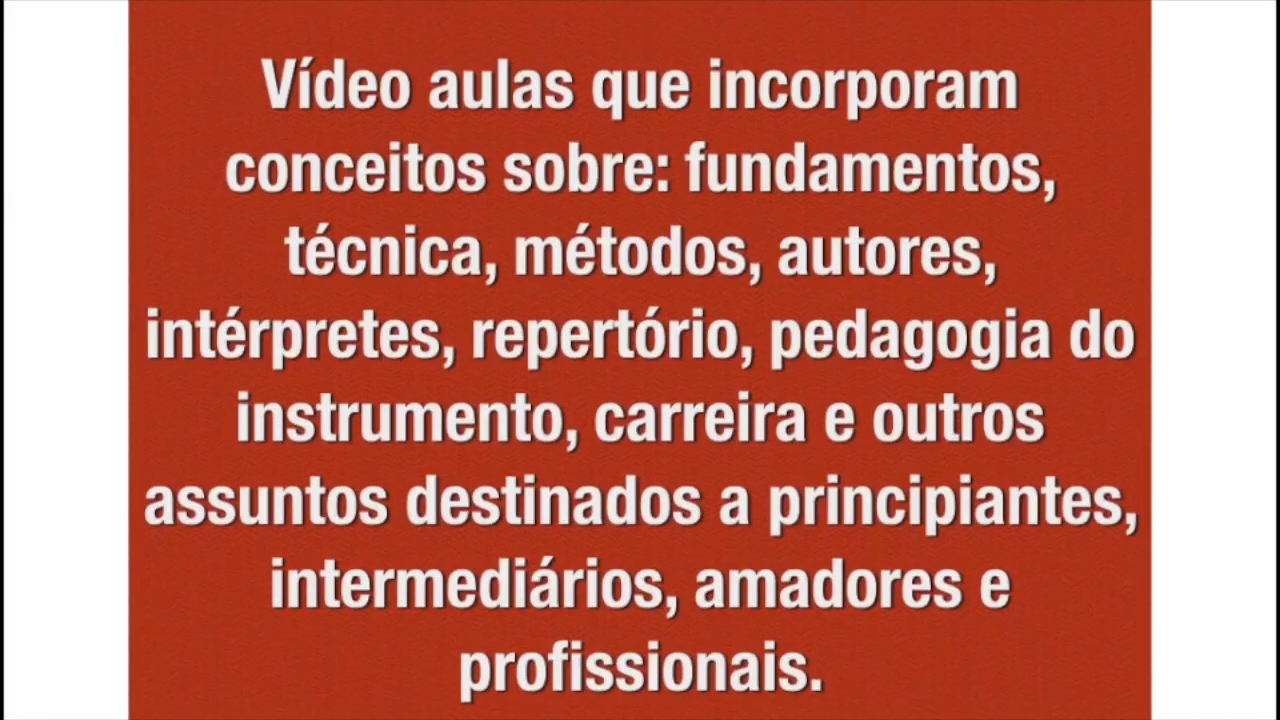 Vídeo aulas que incorporam
conceitos sobre: fundamentos,
técnica, métodos, autores,
intérpretes, repertório, pedagogia do
instrumento, carreira e outros
assuntos destinados a principiantes,
intermediários, amadores e
profissionais.